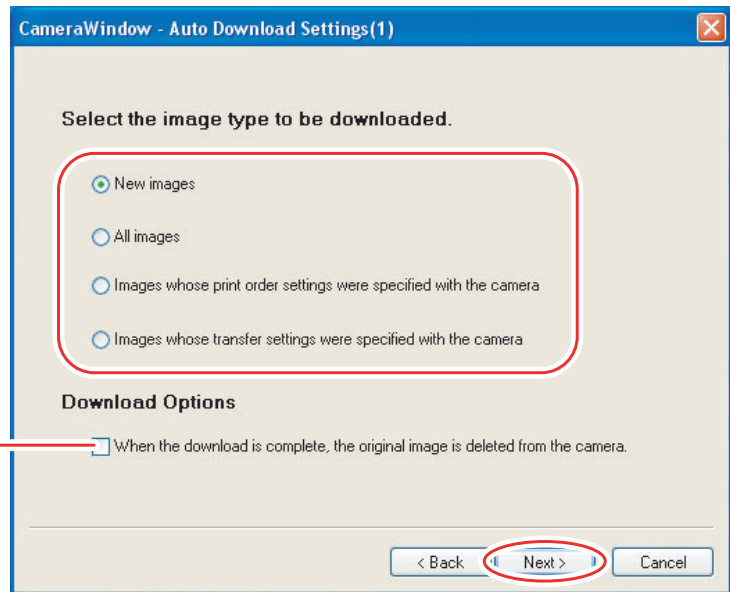 CameraWindow - Auto Download Settings(1)
Select the image type to be downloaded.
New images
All images
Images whose print order settings were specified with the camera
Images whose transfer settings were specified with the camera
Download Options
When the download is complete, the original image is deleted from the camera.
< Back Next > Cancel